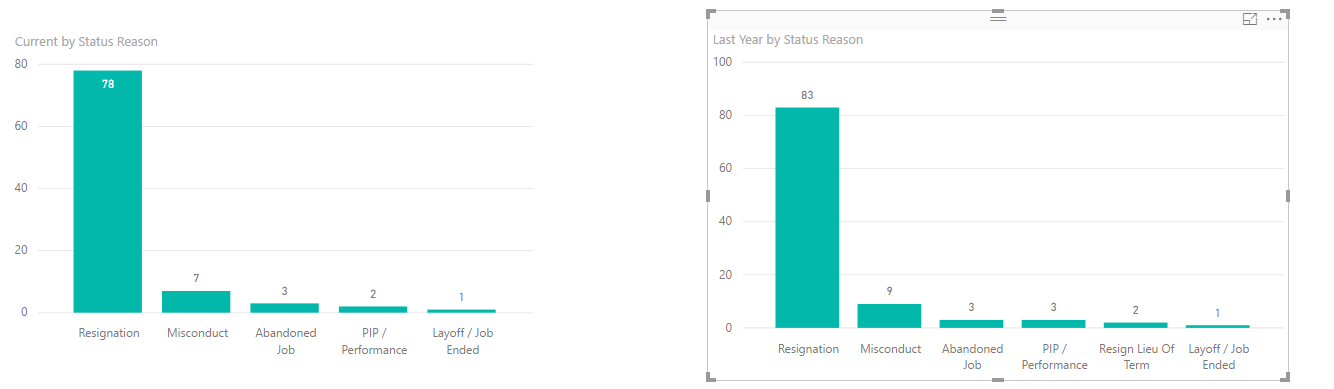 Current by Status Reason
80
60
40
20
0
78
7
3
2
1
Resignation
Misconduct
Abandoned
Job
PIP /
Performance
Layoff / Job
Ended
Last Year by Status Reason
100
80
60
40
20
0
83
9
3
3
2
1
Resignation
Misconduct
Abandoned
Job
PIP /
Performance
Resign Lieu Of
Term
Layoff / Job
Ended